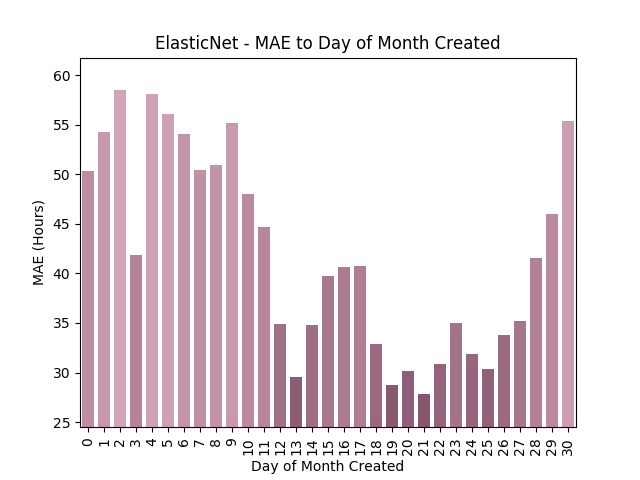 ElasticNet - MAE to Day of Month Created
60
55
50
45
40
35
30
25
MAE (Hours)
0 1 2 3 4 5 6 7 8 9 10 11 12 13 14 15 16 17 18 19 20 21 22 23 24 25 26 27 28 29 30
Day of Month Created